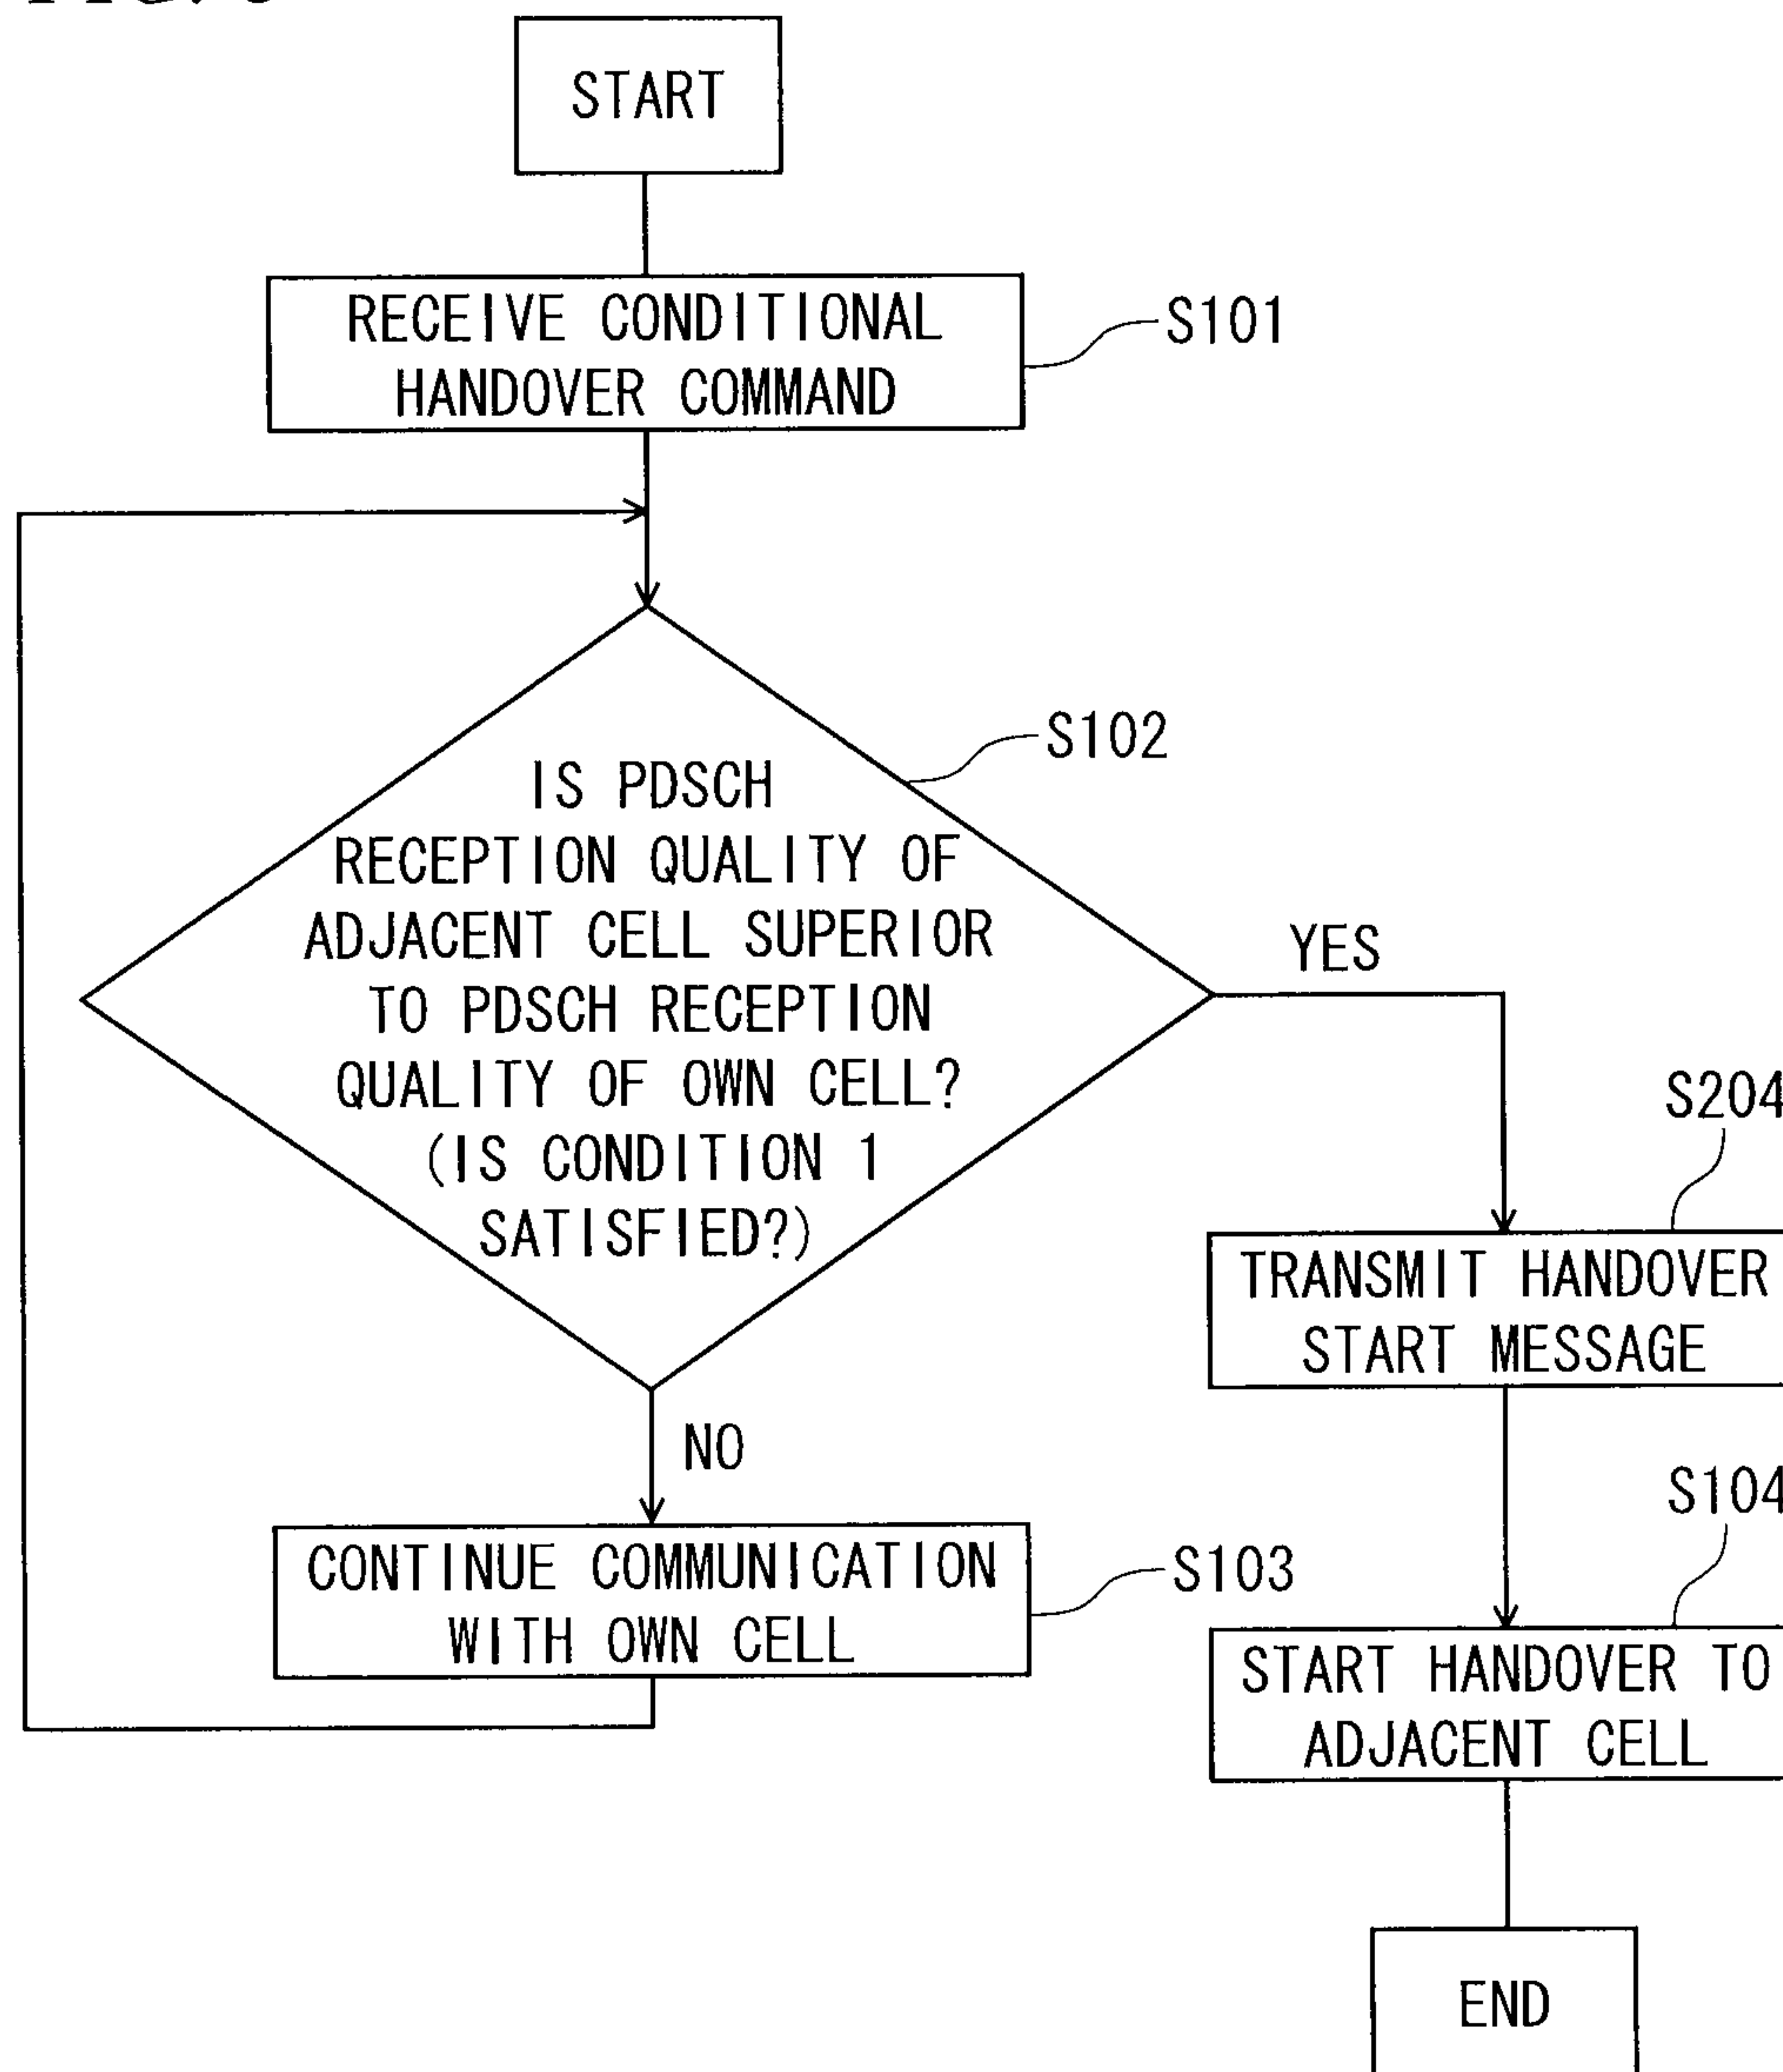 START
RECEIVE CONDITIONAL
HANDOVER COMMAND
S101
S102
IS PDSCH
RECEPTION QUALITY OF
ADJACENT CELL SUPERIOR
TO PDSCH RECEPTION
QUALITY OF OWN CELL?
(IS CONDITION 1
SATISFIED?)
YES
NO
CONTINUE COMMUNICATION
WITH OWN CELL
S103
S204
TRANSMIT HANDOVER
START MESSAGE
S104
START HANDOVER TO
ADJACENT CELL
END